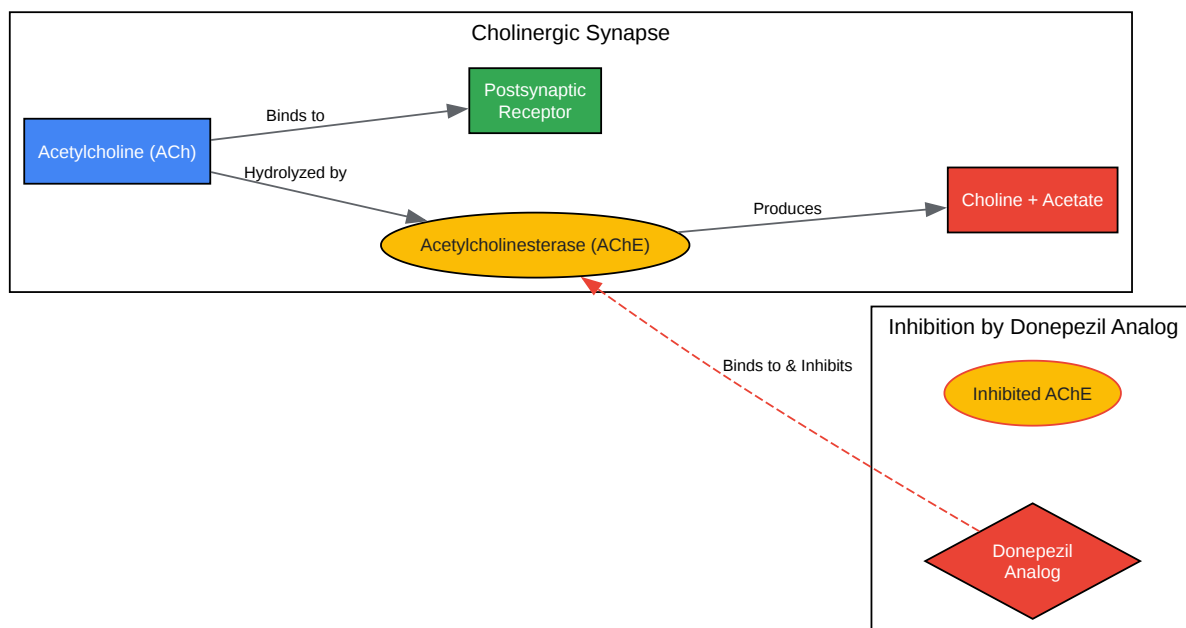 Cholinergic Synapse
Postsynaptic
Receptor
Binds to
Acetylcholine (ACh)
Hydrolyzed by
Choline + Acetate
Produces
Acetylcholinesterase (AChE)
Inhibition by Donepezil Analog
Binds to & Inhibits
Inhibited AChE
Donepezil
Analog